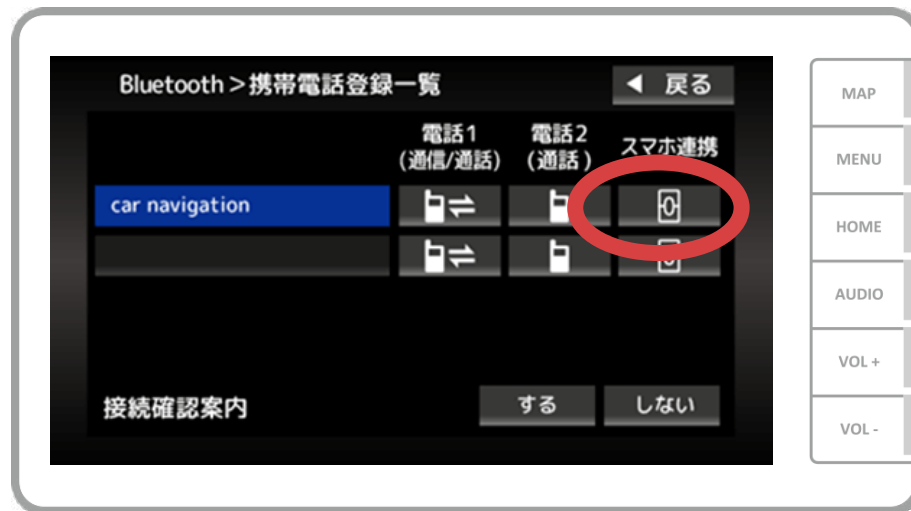 Bluetooth＞携帯電話登録一覧
◀ 戻る
電話1
(通信/通話)
電話2
(通話)
スマホ連携
car navigation
接続確認案内
する
しない
MAP
MENU
HOME
AUDIO
VOL +
VOL -